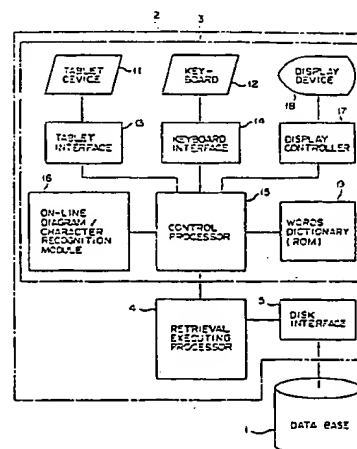 2
3
TABLET DEVICE
11
KEY-BOARD
12
DISPLAY DEVICE
18
17
13
TABLET INTERFACE
14
KEYBOARD INTERFACE
DISPLAY CONTROLLER
16
15
19
ON-LINE
DIAGRAM /
CHARACTER
RECOGNITION
MODULE
CONTROL
PROCESSOR
WORDS
DICTIONARY
(ROM)
4
5
RETRIEVAL
EXECUTING
PROCESSOR
DISK
INTERFACE
1
DATA BASE